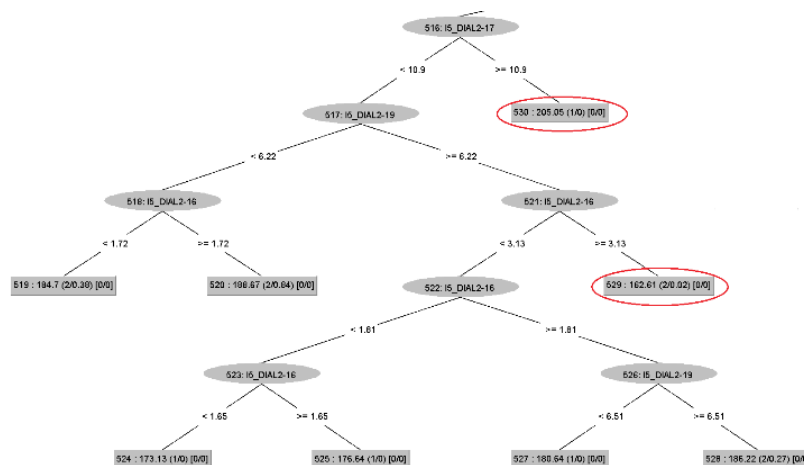 516: I5_DIAL2-17
< 10.9
>= 10.9
517: I5_DIAL2-19
530 : 205.05 (1/0) [0/0]
< 6.22
>= 6.22
518: I5_DIAL2-16
521: I5_DIAL2-16
< 1.72
>= 1.72
< 3.13
>= 3.13
519 : 184.7 (2/0.38) [0/0]
520 : 188.87 (2/0.84) [0/0]
522: I5_DIAL2-16
529 : 162.61 (2/0.02) [0/0]
< 1.81
>= 1.81
523: I5_DIAL2-16
526: I5_DIAL2-19
< 1.65
>= 1.65
< 6.51
>= 6.51
524 : 173.13 (1/0) [0/0]
525 : 176.64 (1/0) [0/0]
527 : 180.64 (1/0) [0/0]
528 : 186.22 (2/0.27) [0/0]